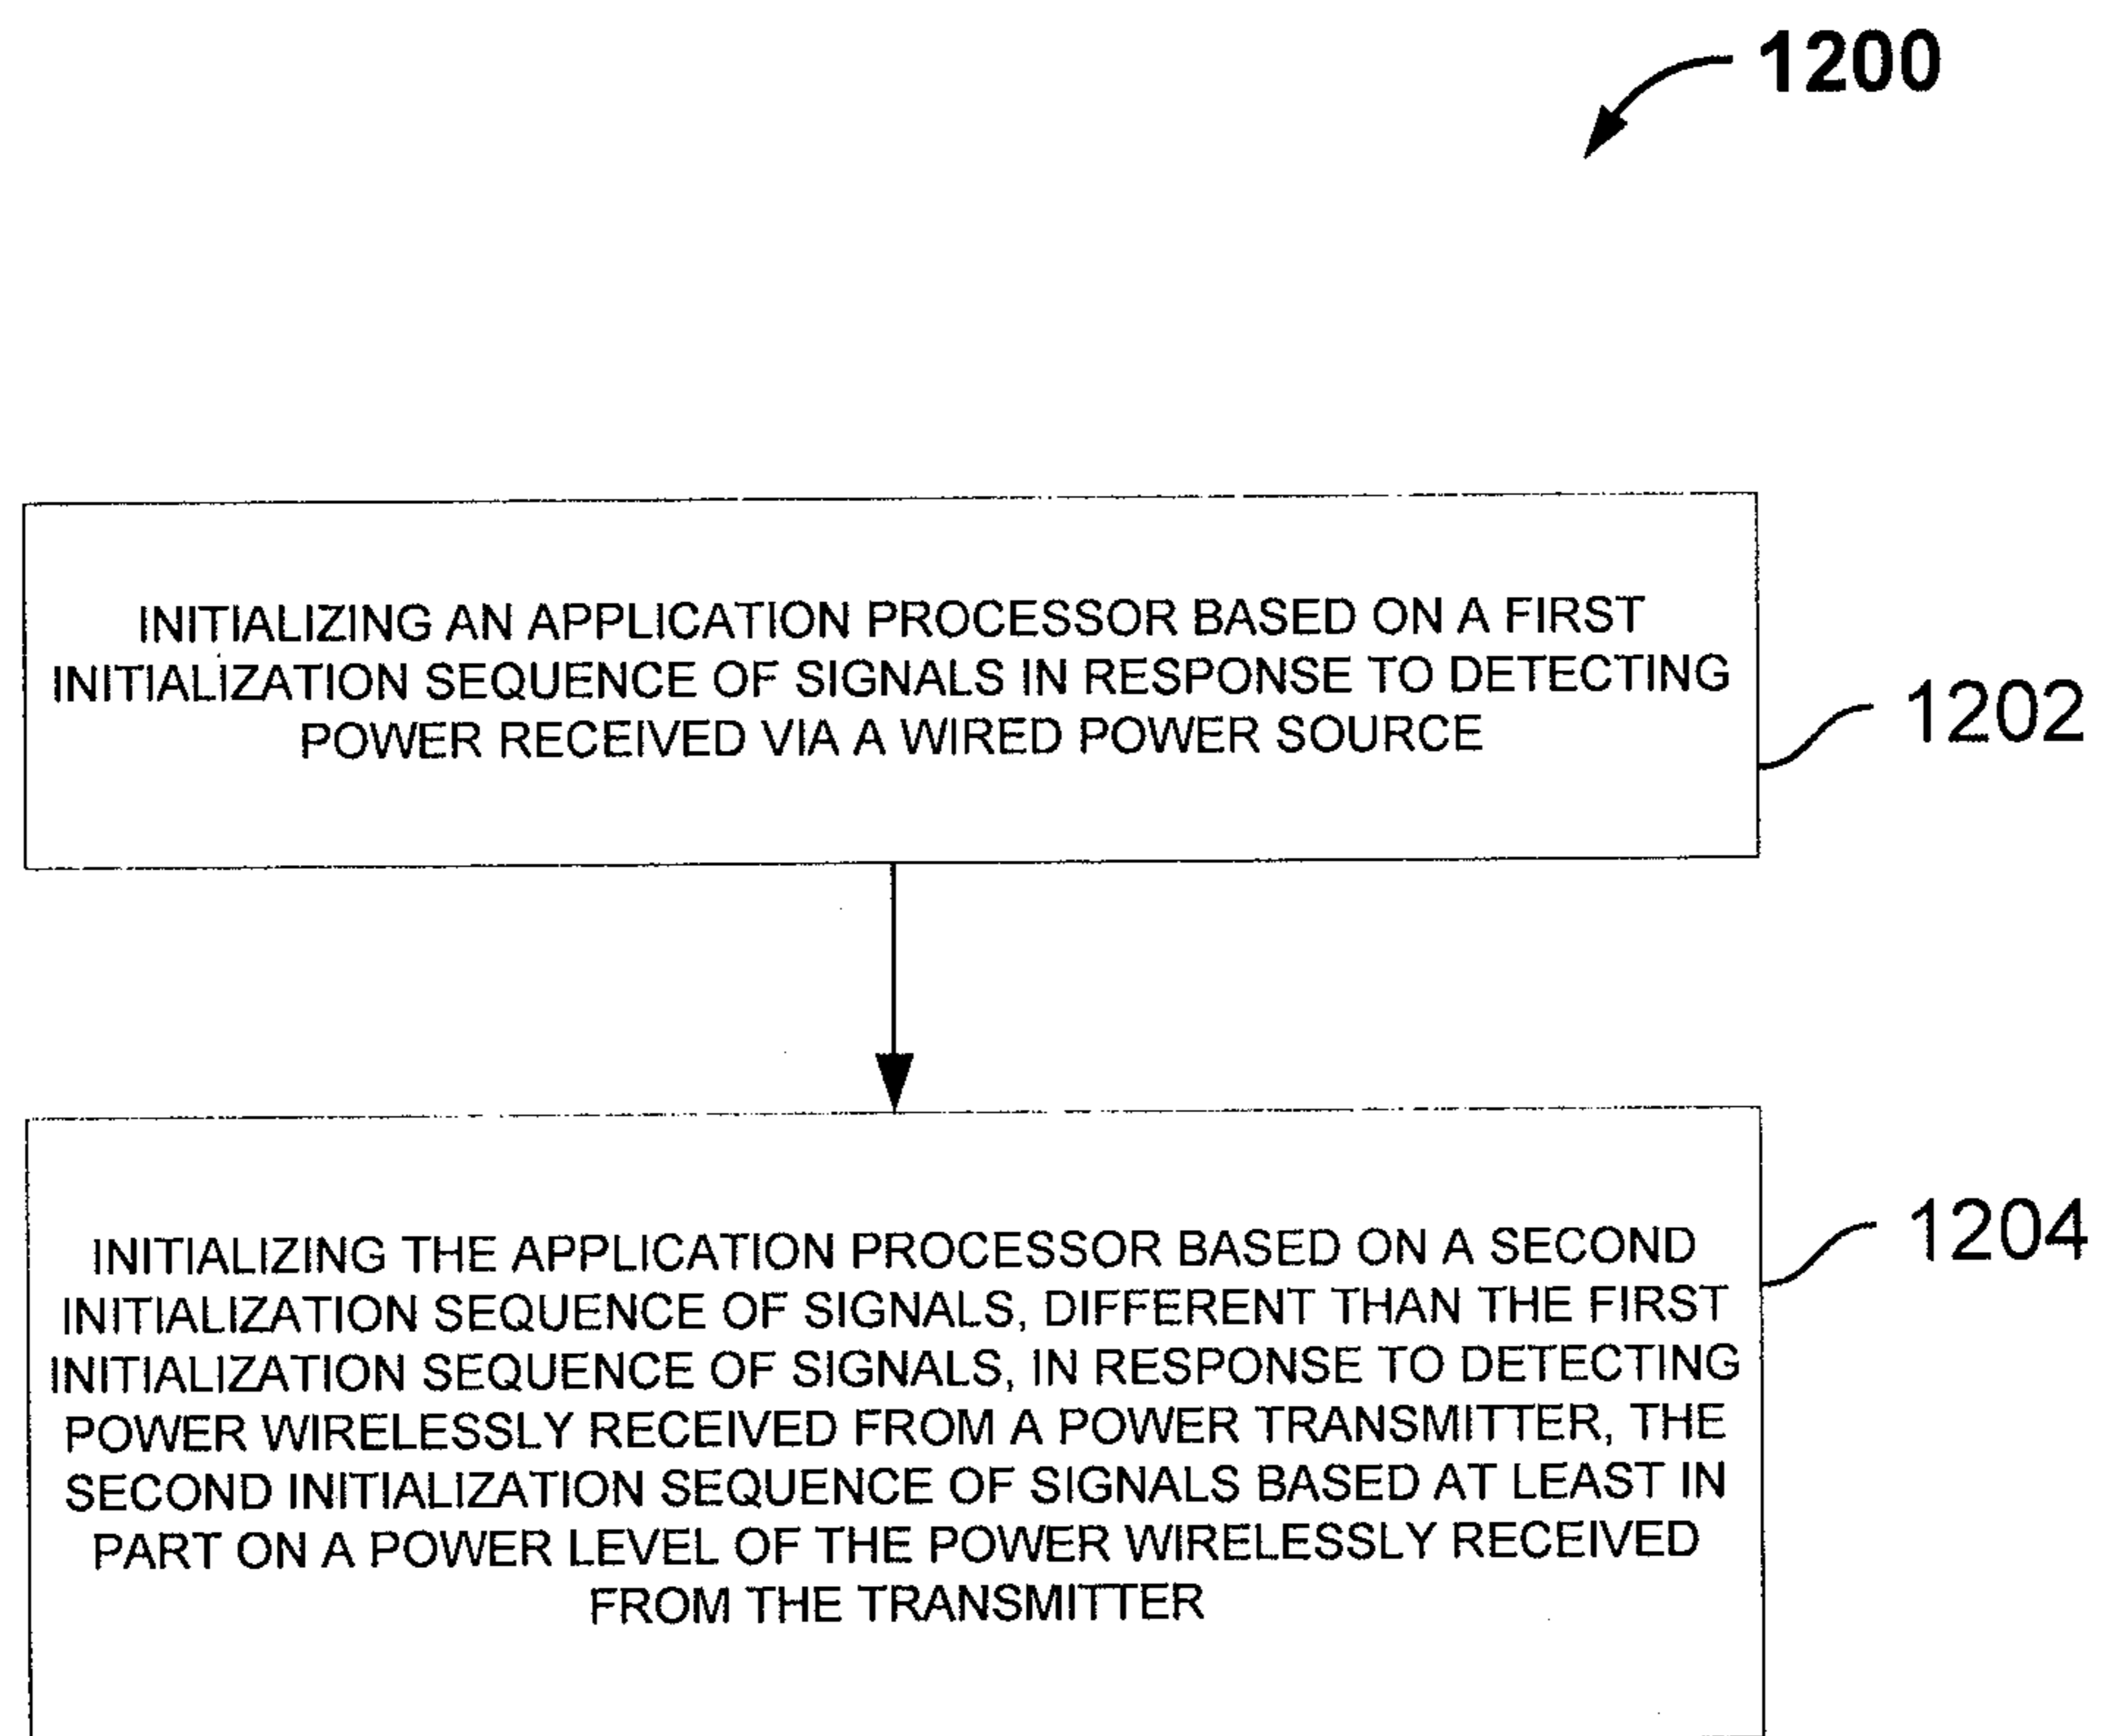 1200
INITIALIZING AN APPLICATION PROCESSOR BASED ON A FIRST
INITIALIZATION SEQUENCE OF SIGNALS IN RESPONSE TO DETECTING
POWER RECEIVED VIA A WIRED POWER SOURCE
1202
INITIALIZING THE APPLICATION PROCESSOR BASED ON A SECOND
INITIALIZATION SEQUENCE OF SIGNALS, DIFFERENT THAN THE FIRST
INITIALIZATION SEQUENCE OF SIGNALS, IN RESPONSE TO DETECTING
POWER WIRELESSLY RECEIVED FROM A POWER TRANSMITTER, THE
SECOND INITIALIZATION SEQUENCE OF SIGNALS BASED AT LEAST IN
PART ON A POWER LEVEL OF THE POWER WIRELESSLY RECEIVED
FROM THE TRANSMITTER
1204